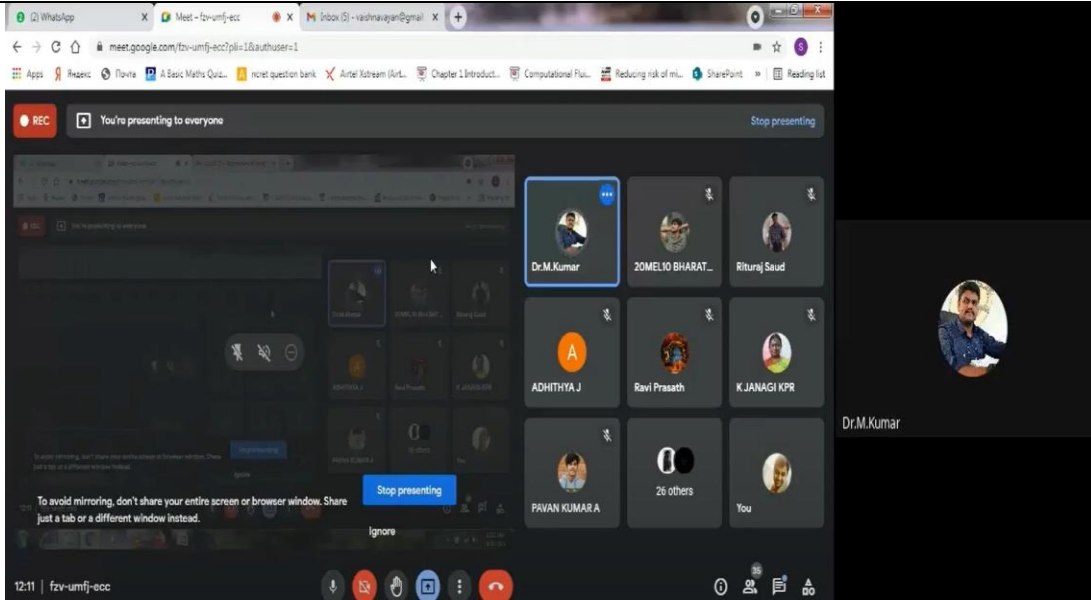 (2) WhatsApp
Meet – fzv-umfj-ecc
Inbox (5) - vaishnavayan@gmail
meet.google.com/fzv-umfj-ecc?pli=1&authuser=1
S
Apps
Яндекс
Почта
A Basic Maths Quiz...
ncret question bank
Airtel Xstream (Airt...
Chapter 1 Introduct...
Computational Flui...
Reducing risk of mi...
SharePoint
»
Reading list
REC
You're presenting to everyone
Stop presenting
Dr.M.Kumar
20MEL10 BHARAT...
Rituraj Saud
A
ADHITHYA J
Ravi Prasath
K JANAGI KPR
Dr.M.Kumar
PAVAN KUMAR A
26 others
You
To avoid mirroring, don't share your entire screen or browser window. Share
just a tab or a different window instead.
Stop presenting
Ignore
12:11 | fzv-umfj-ecc
35